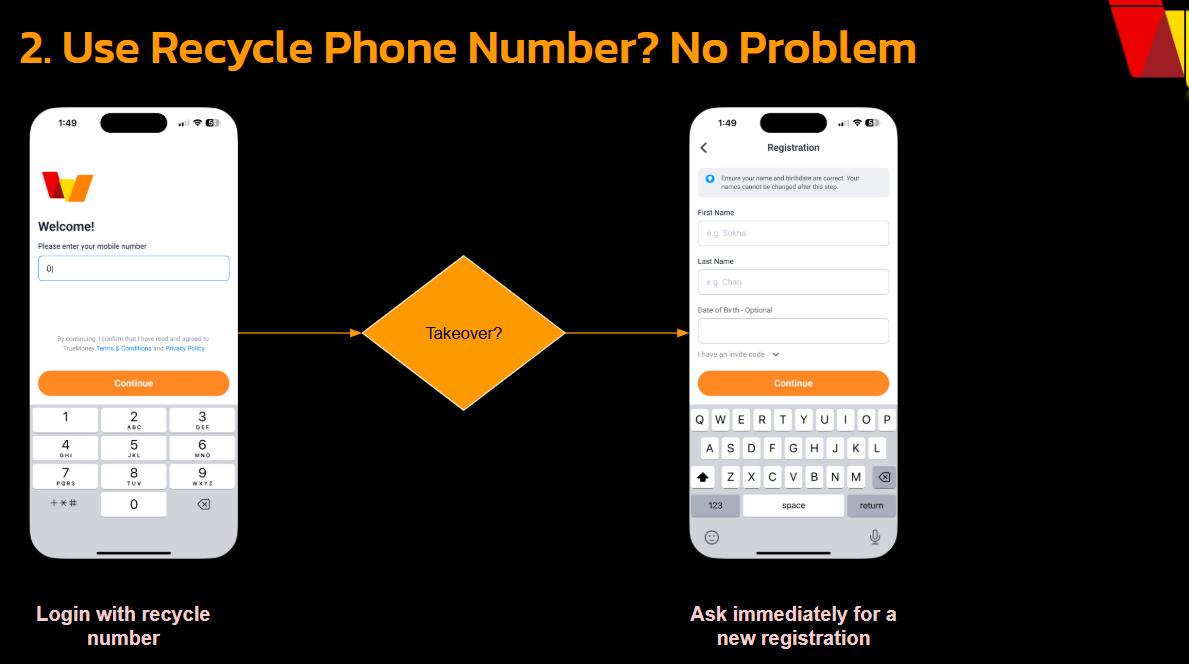 2. Use Recycle Phone Number? No Problem
1:49
Welcome!
Please enter your mobile number
0
By continuing, I confirm that I have read and agreed to
TrueMoney Terms & Conditions and Privacy Policy
Continue
1
2
ABC
3
DEF
4
GHI
5
JKL
6
MNO
7
PQRS
8
TUV
9
WXYZ
+*#
0
Login with recycle
number
Takeover?
1:49
Registration
Ensure your name and birthdate are correct. Your
names cannot be changed after this step.
First Name
e.g. Sokha
Last Name
e.g. Chan
Date of Birth - Optional
I have an invite code
Continue
Q W E R T Y U I O P
A S D F G H J K L
Z X C V B N M
123 space return
Ask immediately for a
new registration